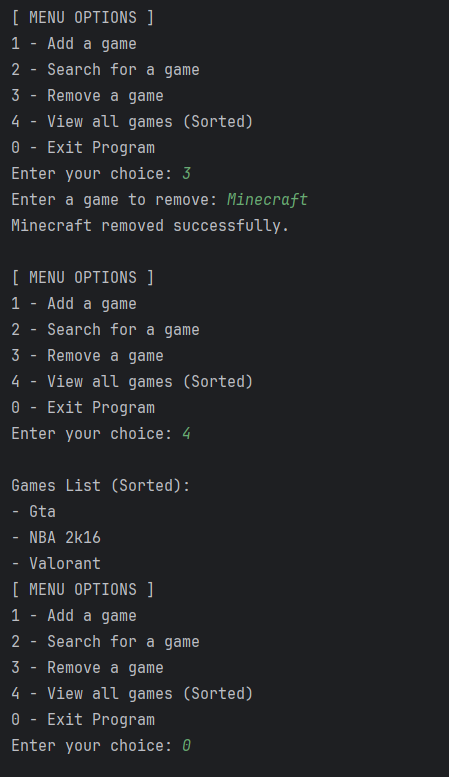 [ MENU OPTIONS ]
1 - Add a game
2 - Search for a game
3 - Remove a game
4 - View all games (Sorted)
0 - Exit Program
Enter your choice: 3
Enter a game to remove: Minecraft
Minecraft removed successfully.

[ MENU OPTIONS ]
1 - Add a game
2 - Search for a game
3 - Remove a game
4 - View all games (Sorted)
0 - Exit Program
Enter your choice: 4

Games List (Sorted):
- Gta
- NBA 2k16
- Valorant
[ MENU OPTIONS ]
1 - Add a game
2 - Search for a game
3 - Remove a game
4 - View all games (Sorted)
0 - Exit Program
Enter your choice: 0